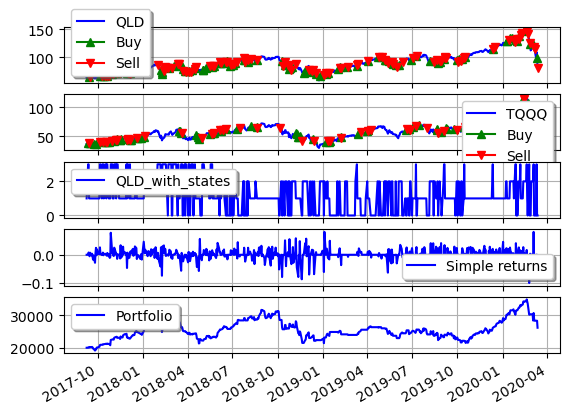 150
100
QLD
Buy
Sell
100
50
TQQQ
Buy
Sell
2
0
QLD_with_states
0.0
−0.1
Simple returns
30000
20000
Portfolio
2017-10
2018-01
2018-04
2018-07
2018-10
2019-01
2019-04
2019-07
2019-10
2020-01
2020-04